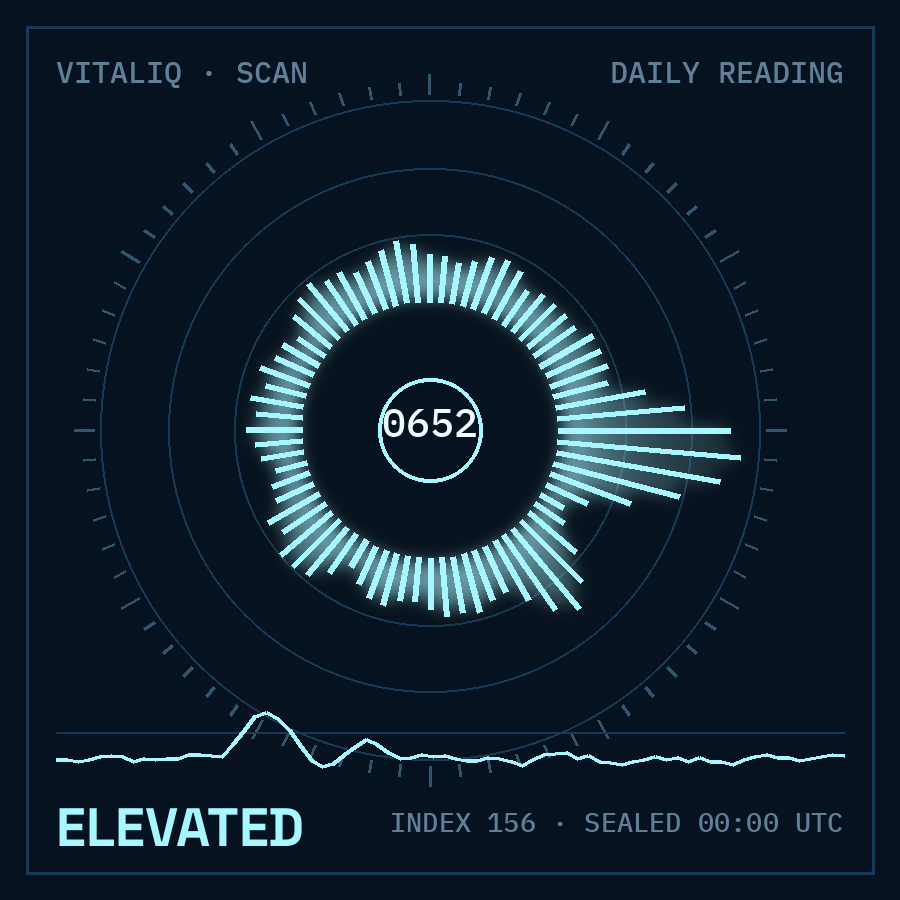 VITALIQ · SCAN
DAILY READING
0652
ELEVATED
INDEX 156 · SEALED 00:00 UTC